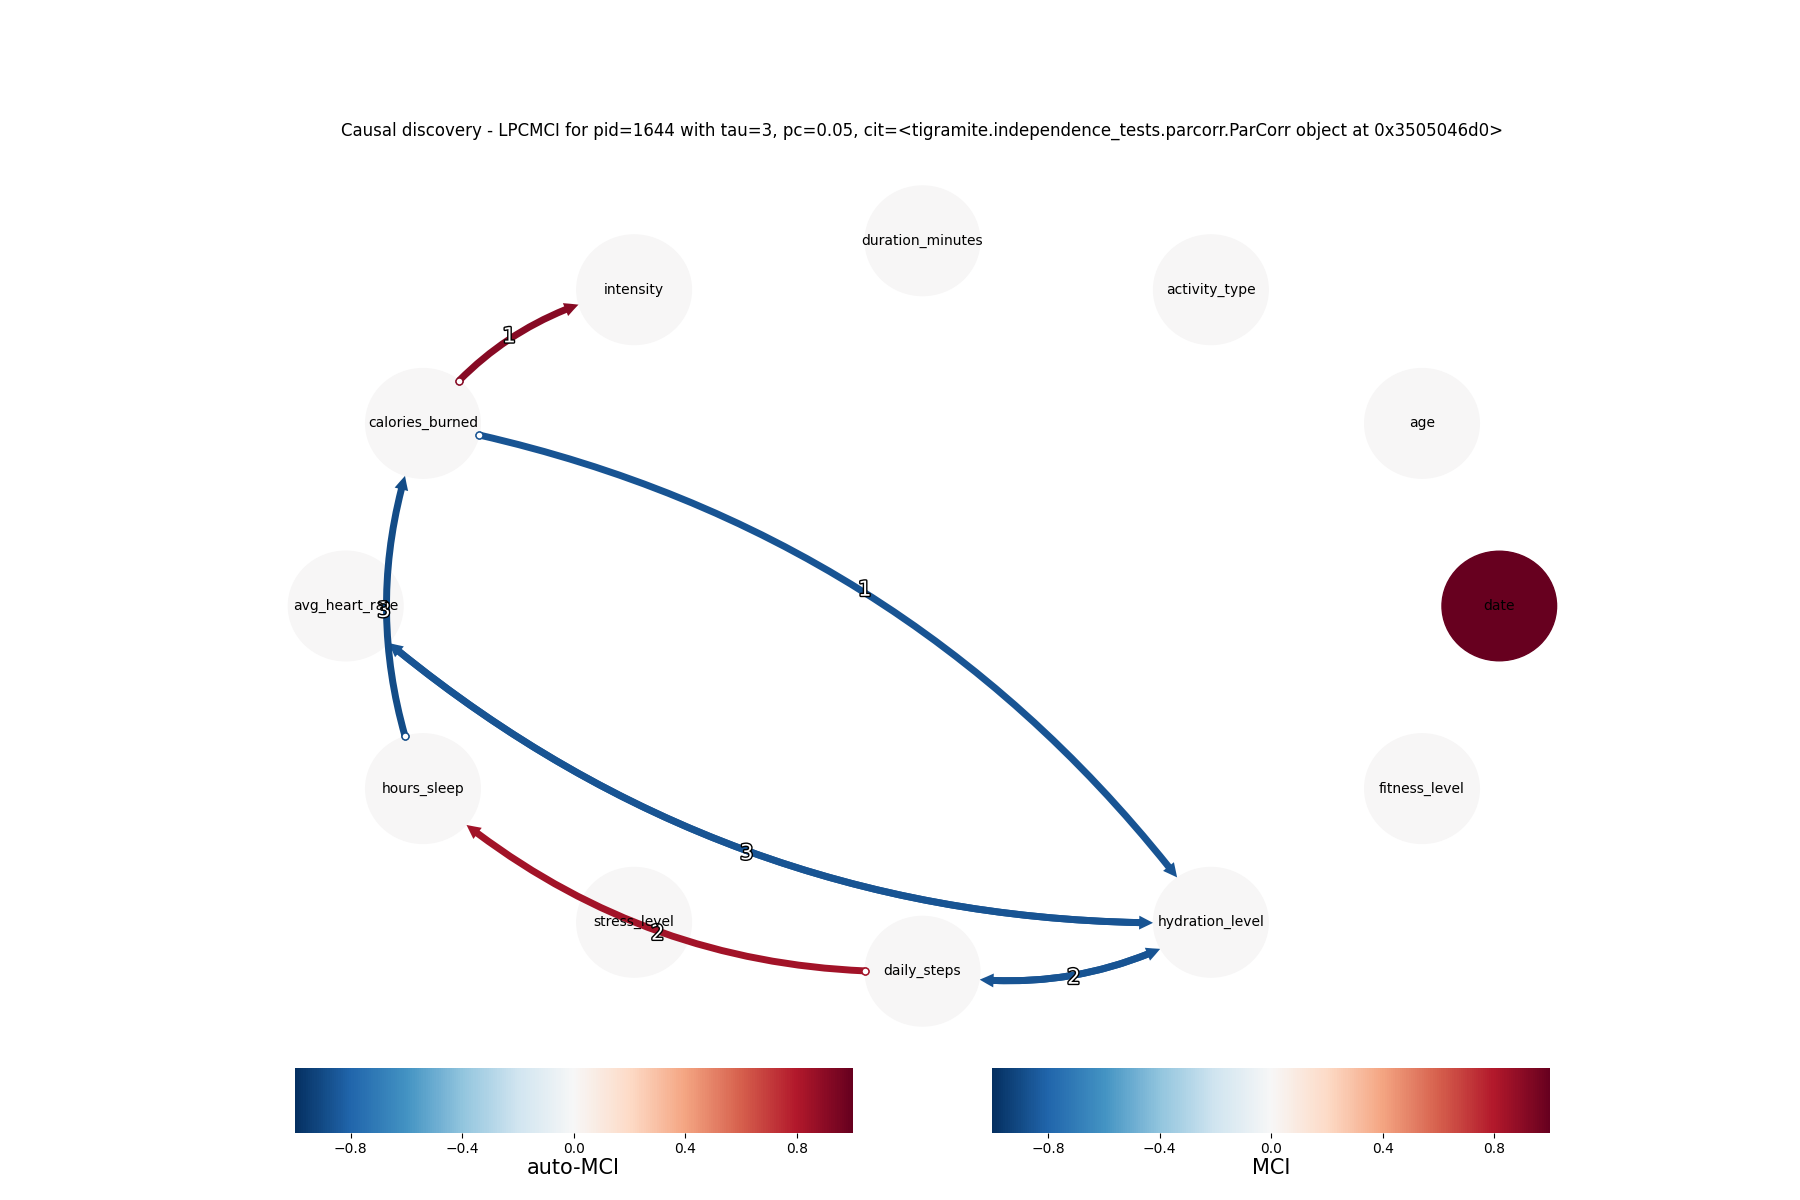 Causal discovery - LPCMCI for pid=1644 with tau=3, pc=0.05, cit=<tigramite.independence_tests.parcorr.ParCorr object at 0x3505046d0>
duration_minutes
intensity
activity_type
1
calories_burned
age
1
avg_heart_rate
3
date
hours_sleep
fitness_level
3
stress_level
2
hydration_level
daily_steps
2
−0.8 −0.4 0.0 0.4 0.8
auto-MCI
−0.8 −0.4 0.0 0.4 0.8
MCI